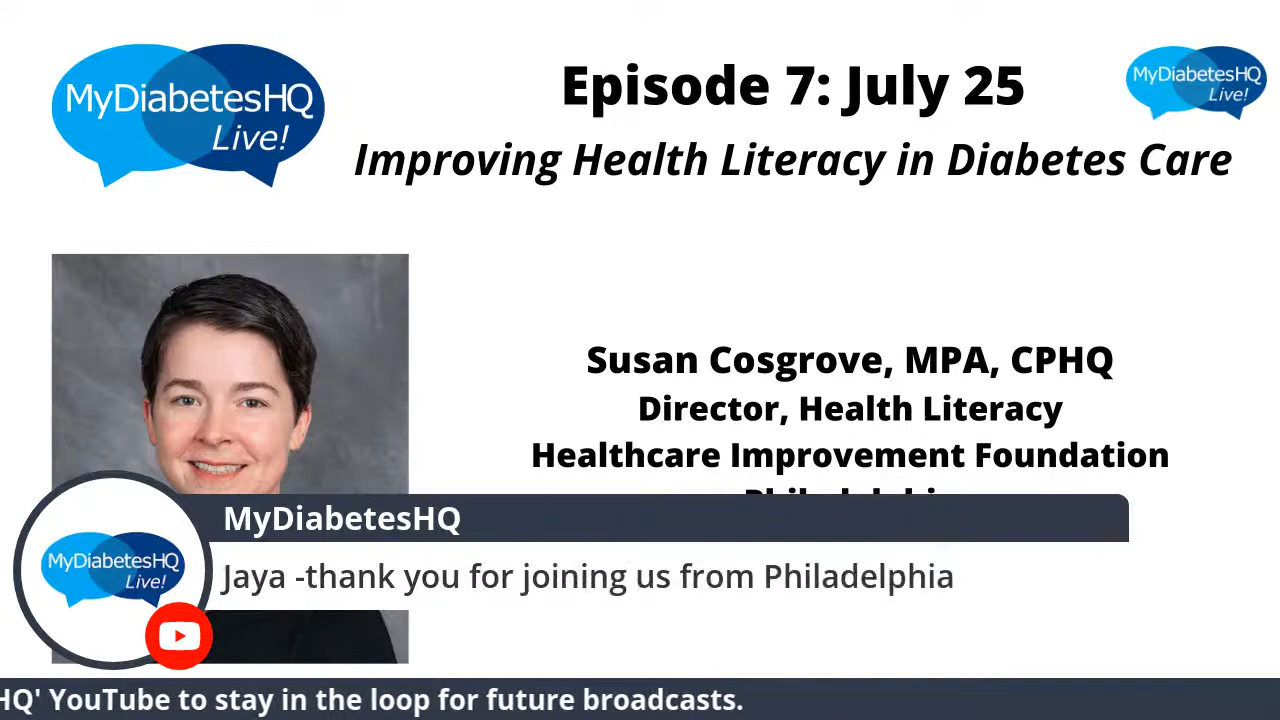 MyDiabetesHQ
Live!
Episode 7: July 25
MyDiabetesHQ
Live!
Improving Health Literacy in Diabetes Care
Susan Cosgrove, MPA, CPHQ
Director, Health Literacy
Healthcare Improvement Foundation
MyDiabetesHQ
MyDiabetesHQ
Live!
Jaya -thank you for joining us from Philadelphia
HQ' YouTube to stay in the loop for future broadcasts.